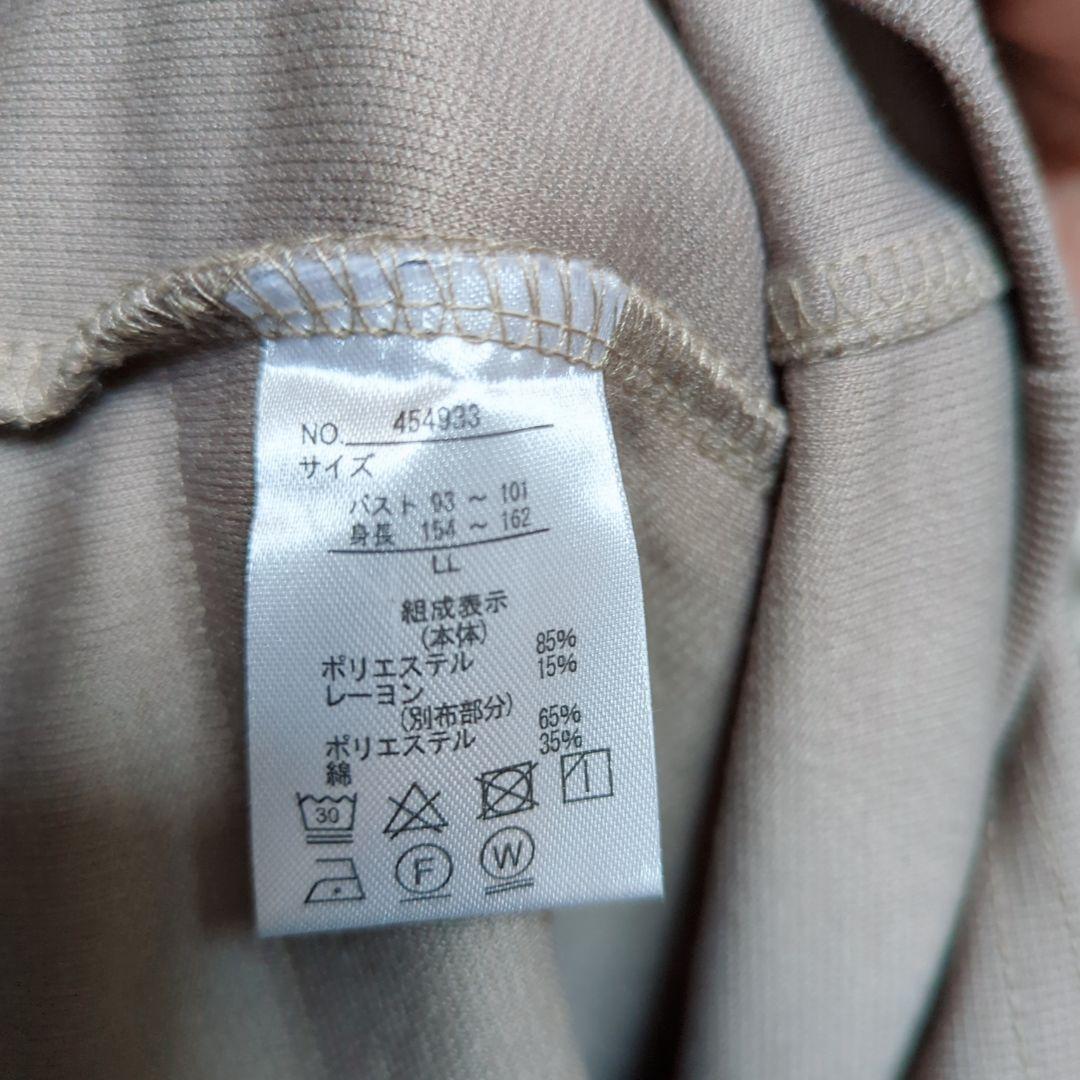 NO. 454933
サイズ
バスト 93 ～ 101
身長 154 ～ 162
LL
組成表示
(本体)
ポリエステル 85%
レーヨン 15%
(別布部分)
ポリエステル 65%
綿 35%
30
F W